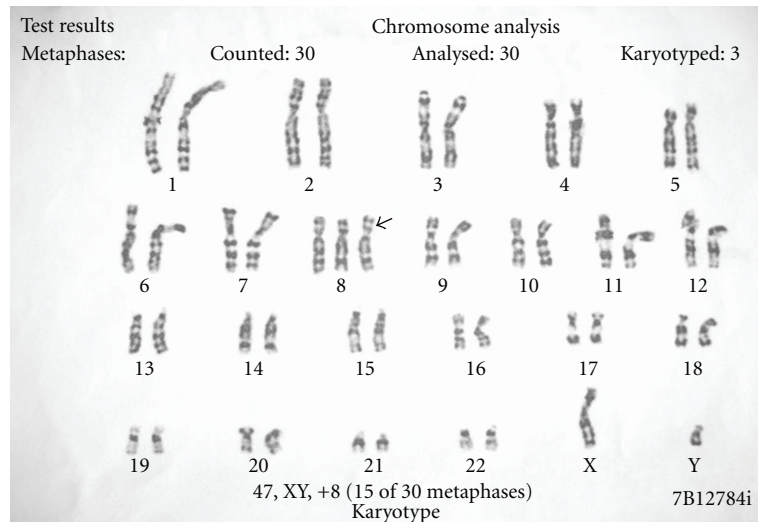 Test results Chromosome analysis
Metaphases: Counted: 30 Analysed: 30 Karyotyped: 3
1 2 3 4 5
6 7 8 9 10 11 12
13 14 15 16 17 18
19 20 21 22 X Y
47, XY, +8 (15 of 30 metaphases)
7B12784i
Karyotype